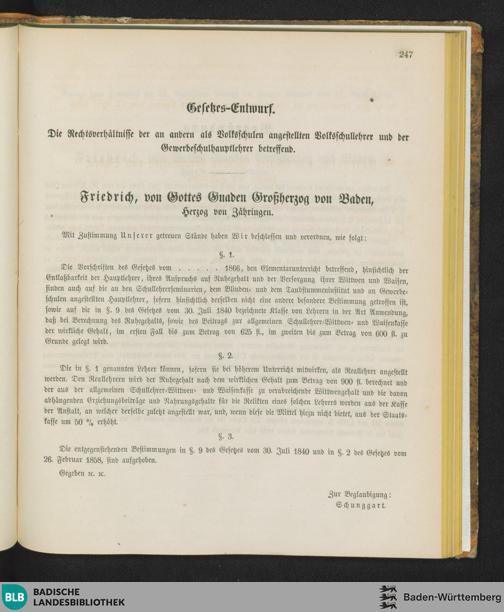 247
Gesetzes-Entwurf.
Die Rechtsverhältnisse der an andern als Volksschulen angestellten Volksschullehrer und der
Gewerbeschulhauptlehrer betreffend.
Friedrich, von Gottes Gnaden Großherzog von Baden,
Herzog von Zähringen.
Mit Zustimmung Unserer getreuen Stände haben Wir beschlossen und verordnen, wie folgt:
§. 1.
Die Vorschriften des Gesetzes vom . . . . . 1866, den Elementarunterricht betreffend, hinsichtlich der
Entlaßbarkeit der Hauptlehrer, ihres Anspruchs auf Ruhegehalt und der Versorgung ihrer Wittwen und Waisen,
finden auch auf die an den Schullehrerseminarien, dem Blinden- und dem Taubstummeninstitut und an Gewerbe-
schulen angestellten Hauptlehrer, sofern hinsichtlich derselben nicht eine andere besondere Bestimmung getroffen ist,
sowie auf die in §. 9 des Gesetzes vom 30. Juli 1840 bezeichnete Klasse von Lehrern in der Art Anwendung,
daß bei Berechnung des Ruhegehalts, sowie des Beitrags zur allgemeinen Schullehrer-Wittwen- und Waisenkasse
der wirkliche Gehalt, im ersten Fall bis zum Betrag von 625 fl., im zweiten bis zum Betrag von 600 fl. zu
Grunde gelegt wird.
§. 2.
Die in §. 1 genannten Lehrer können, sofern sie bei höherem Unterricht mitwirken, als Reallehrer angestellt
werden. Den Reallehrern wird der Ruhegehalt nach dem wirklichen Gehalt zum Betrag von 900 fl. berechnet und
der aus der allgemeinen Schullehrer-Wittwen- und Waisenkasse zu verabreichende Wittwengehalt und die davon
abhängenden Erziehungsbeiträge und Nahrungsgehalte für die Relikten eines solchen Lehrers werden aus der Kasse
der Anstalt, an welcher derselbe zuletzt angestellt war, und, wenn diese die Mittel hiezu nicht bietet, aus der Staats-
kasse um 50 % erhöht.
§. 3.
Die entgegenstehenden Bestimmungen in §. 9 des Gesetzes vom 30. Juli 1840 und in §. 2 des Gesetzes vom
26. Februar 1858, sind aufgehoben.
Gegeben ꝛc. ꝛc.
Zur Beglaubigung:
Schunggart.
BLB BADISCHE
LANDESBIBLIOTHEK
Baden-Württemberg